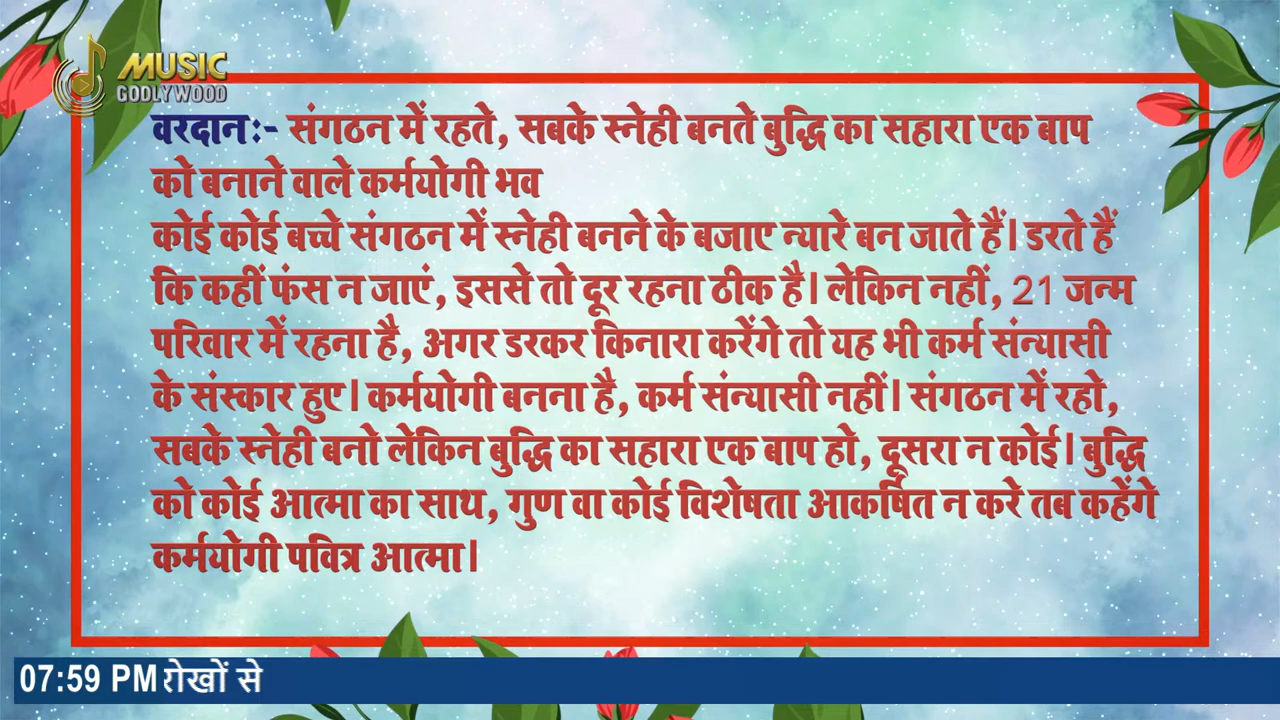 MUSIC
GODLYWOOD
वरदान:- संगठन में रहते, सबके स्नेही बनते बुद्धि का सहारा एक बाप
को बनाने वाले कर्मयोगी भव
कोई कोई बच्चे संगठन में स्नेही बनने के बजाए न्यारे बन जाते हैं। डरते हैं
कि कहीं फंस न जाएं, इससे तो दूर रहना ठीक है। लेकिन नहीं, 21 जन्म
परिवार में रहना है, अगर डरकर किनारा करेंगे तो यह भी कर्म संन्यासी
के संस्कार हुए। कर्मयोगी बनना है, कर्म संन्यासी नहीं। संगठन में रहो,
सबके स्नेही बनो लेकिन बुद्धि का सहारा एक बाप हो, दूसरा न कोई। बुद्धि
को कोई आत्मा का साथ, गुण वा कोई विशेषता आकर्षित न करे तब कहेंगे
कर्मयोगी पवित्र आत्मा।
07:59 PM रोखों से